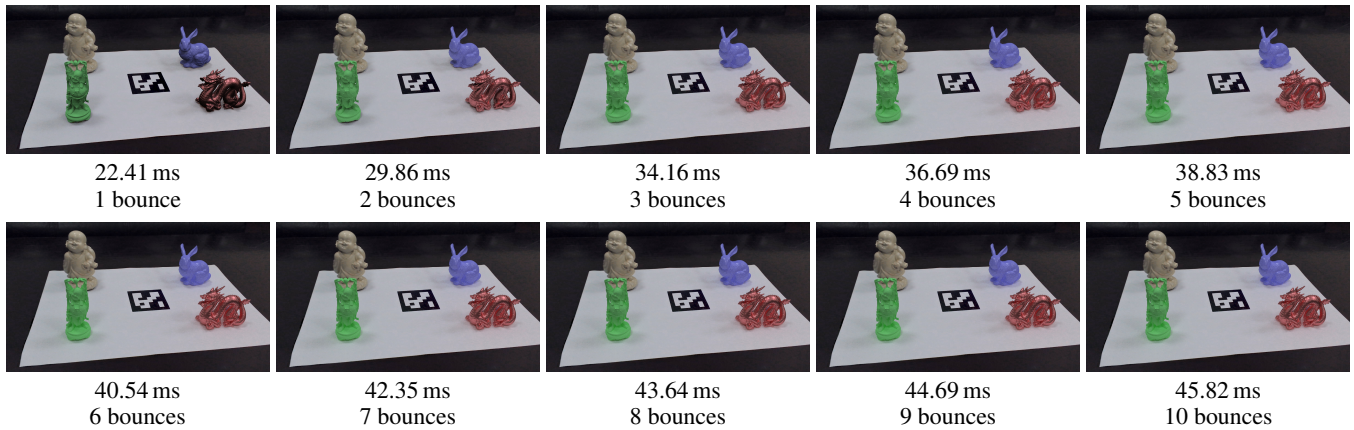 22.41 ms
1 bounce
29.86 ms
2 bounces
34.16 ms
3 bounces
36.69 ms
4 bounces
38.83 ms
5 bounces
40.54 ms
6 bounces
42.35 ms
7 bounces
43.64 ms
8 bounces
44.69 ms
9 bounces
45.82 ms
10 bounces